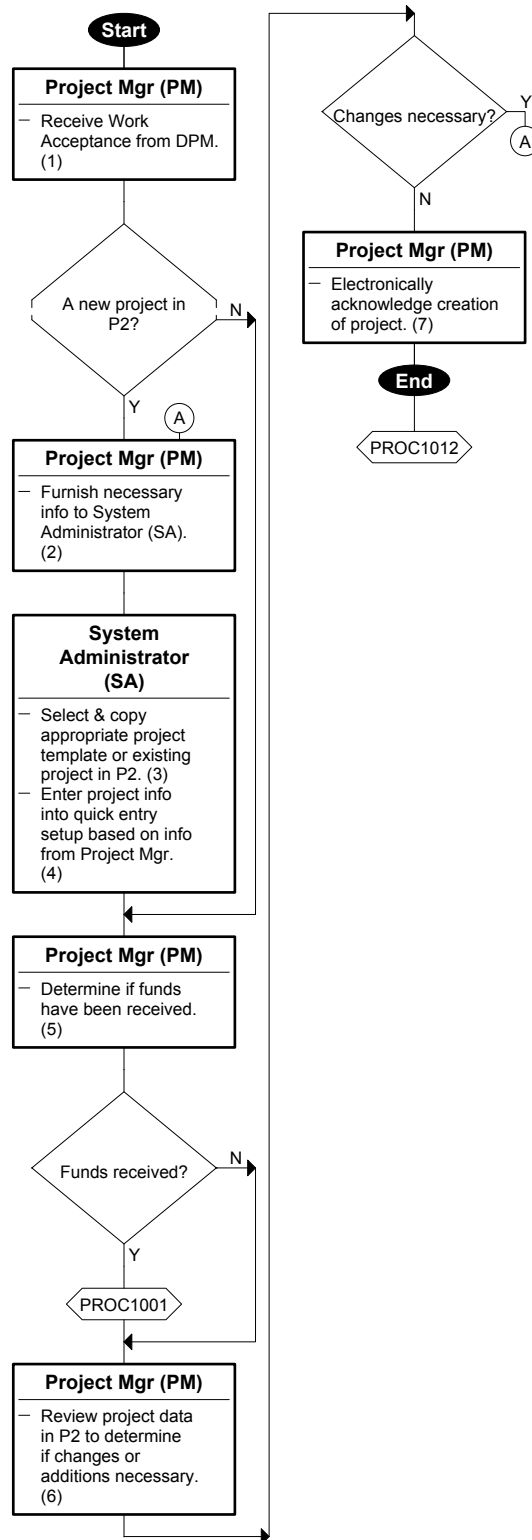 Start
Project Mgr (PM)
– Receive Work
Acceptance from DPM.
(1)
A new project in
P2?
N
Y
A
Project Mgr (PM)
– Furnish necessary
info to System
Administrator (SA).
(2)
System
Administrator
(SA)
– Select & copy
appropriate project
template or existing
project in P2. (3)
– Enter project info
into quick entry
setup based on info
from Project Mgr.
(4)
Project Mgr (PM)
– Determine if funds
have been received.
(5)
Funds received?
N
Y
PROC1001
Project Mgr (PM)
– Review project data
in P2 to determine
if changes or
additions necessary.
(6)
Changes necessary?
Y
A
N
Project Mgr (PM)
– Electronically
acknowledge creation
of project. (7)
End
PROC1012